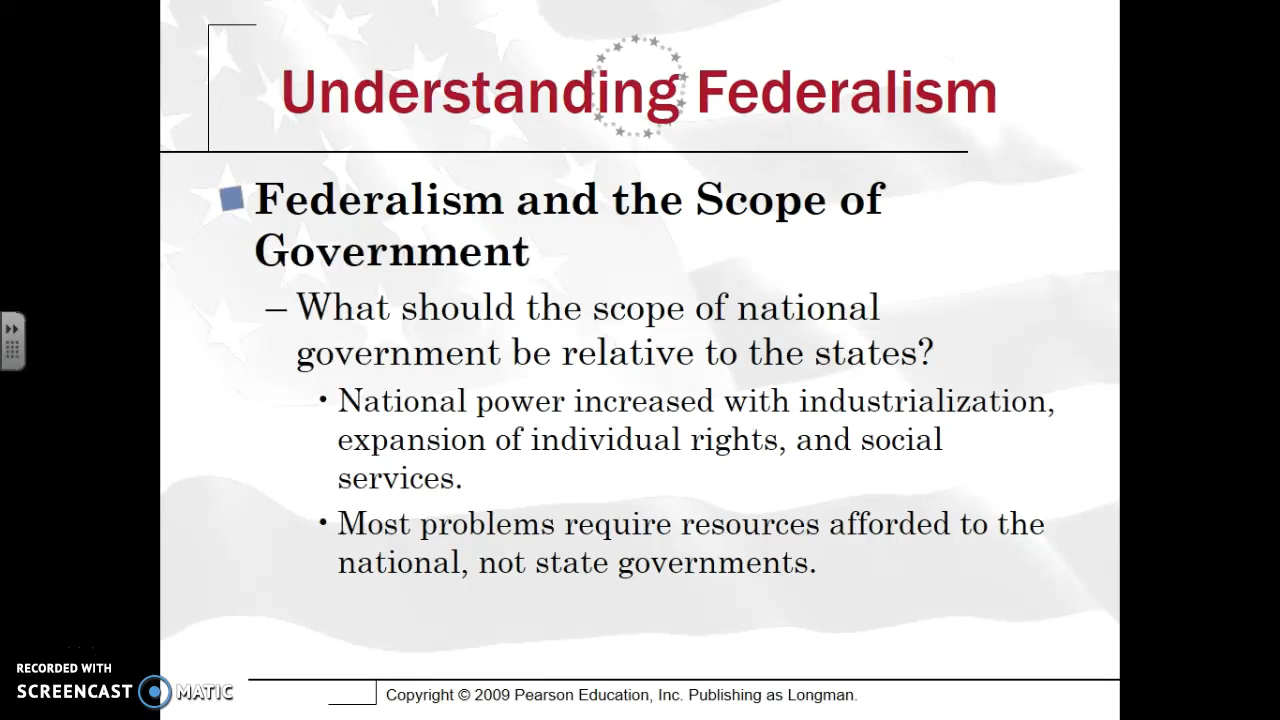 Understanding Federalism
Federalism and the Scope of
Government
– What should the scope of national
government be relative to the states?
• National power increased with industrialization,
expansion of individual rights, and social
services.
• Most problems require resources afforded to the
national, not state governments.
RECORDED WITH
SCREENCAST MATIC
Copyright © 2009 Pearson Education, Inc. Publishing as Longman.